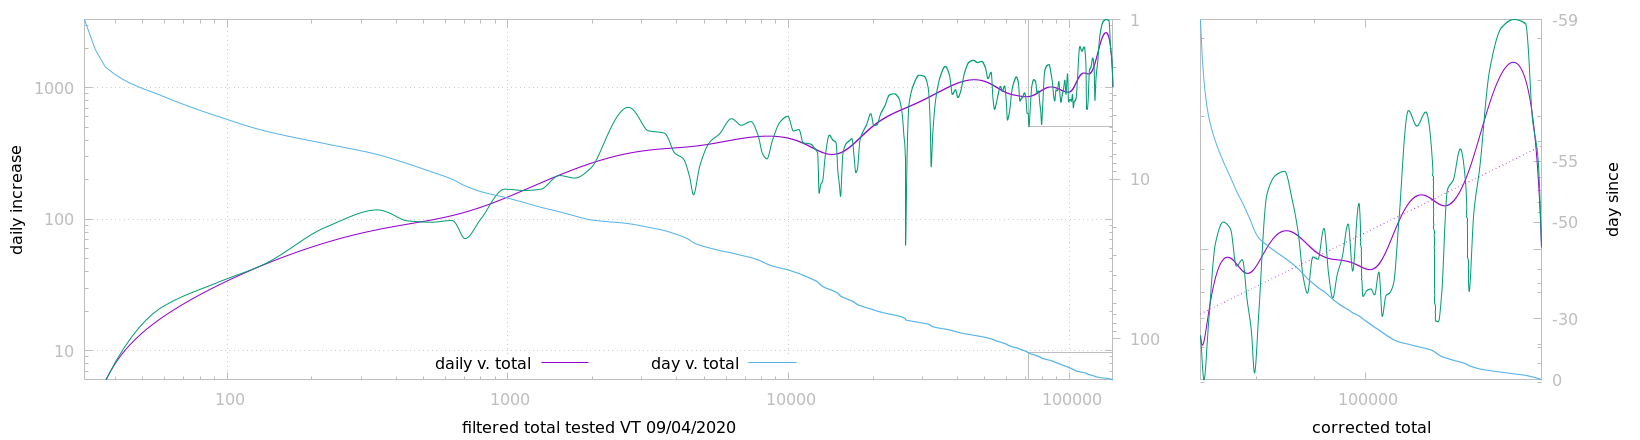 daily increase
1000
100
10
daily v. total
day v. total
1
10
100
100
1000
10000
100000
filtered total tested VT 09/04/2020
-59
-55
-50
-30
0
day since
100000
corrected total